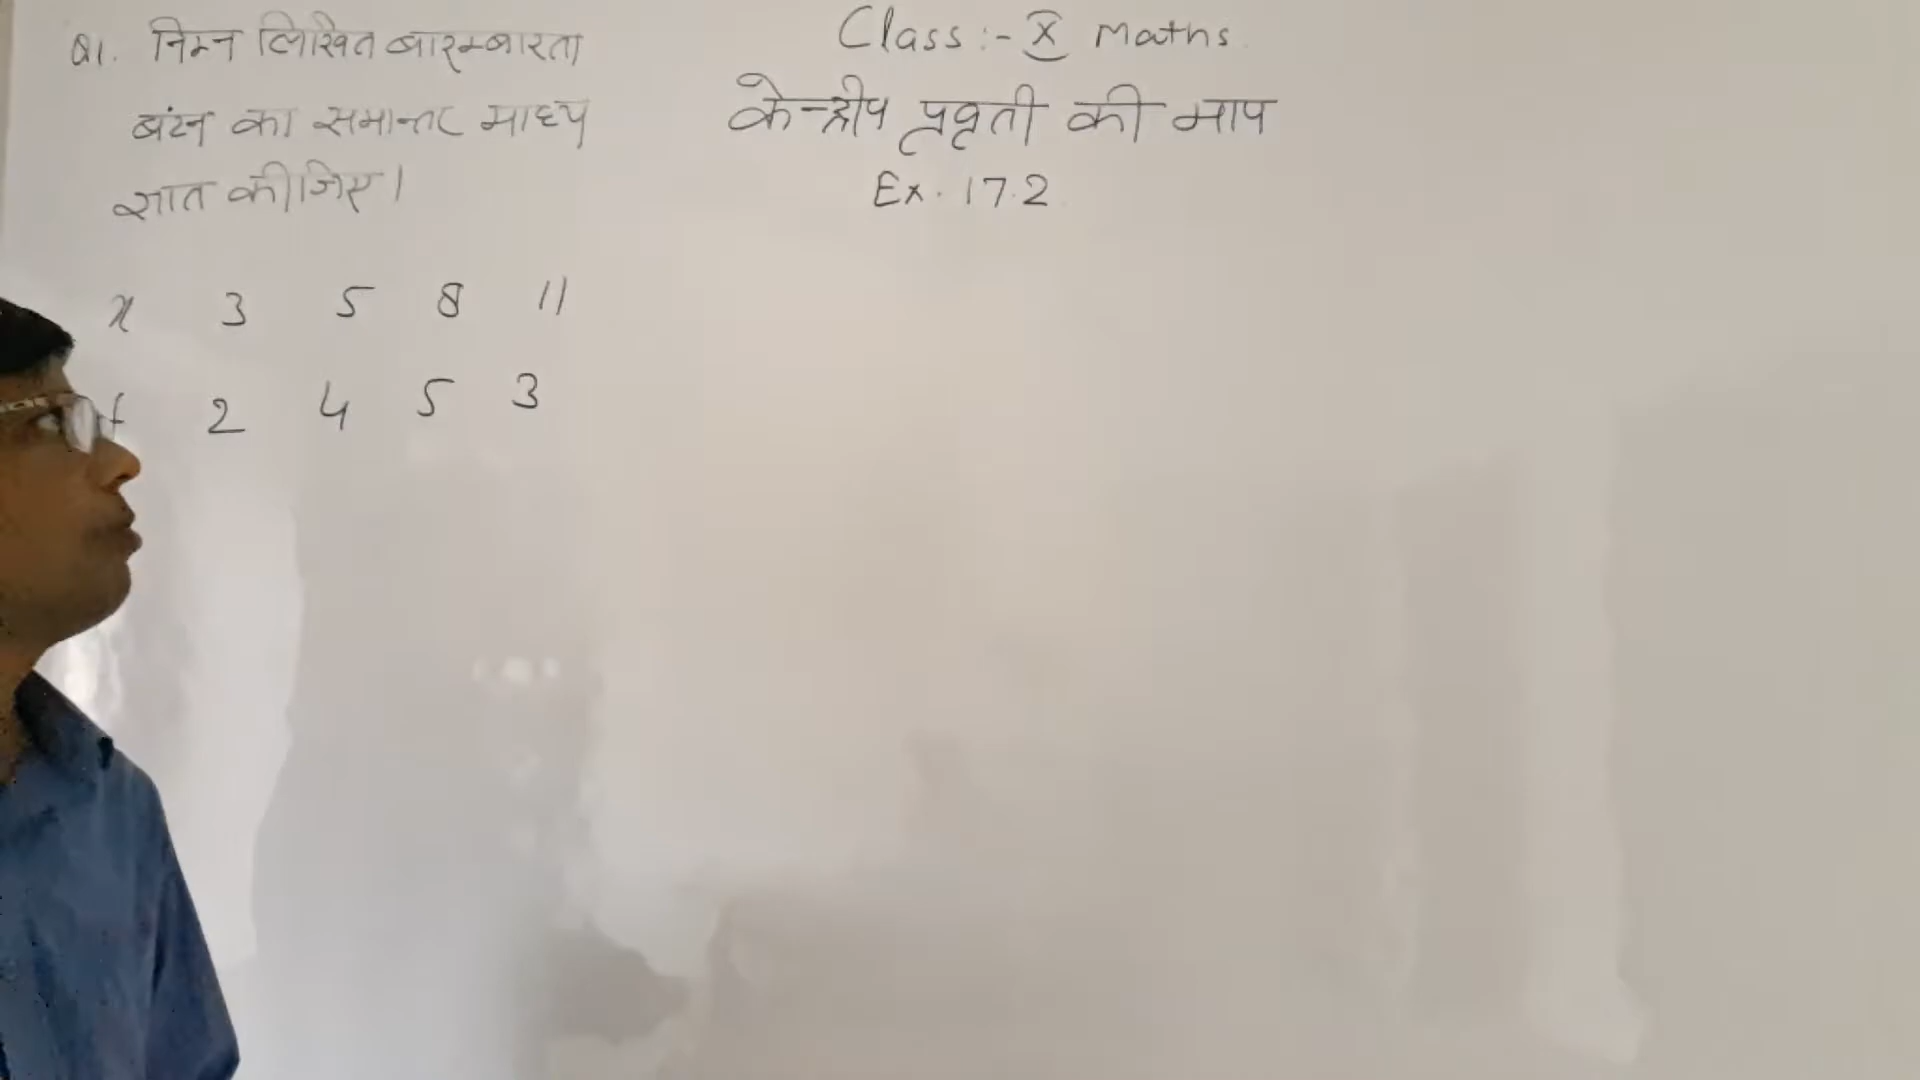 Q1. निम्न लिखित बारम्बारता
बंटन का समान्तर माध्य
ज्ञात कीजिए।
x 3 5 8 11
f 2 4 5 3
Class :- X Maths
केन्द्रीय प्रवृती की माप
Ex. 17.2